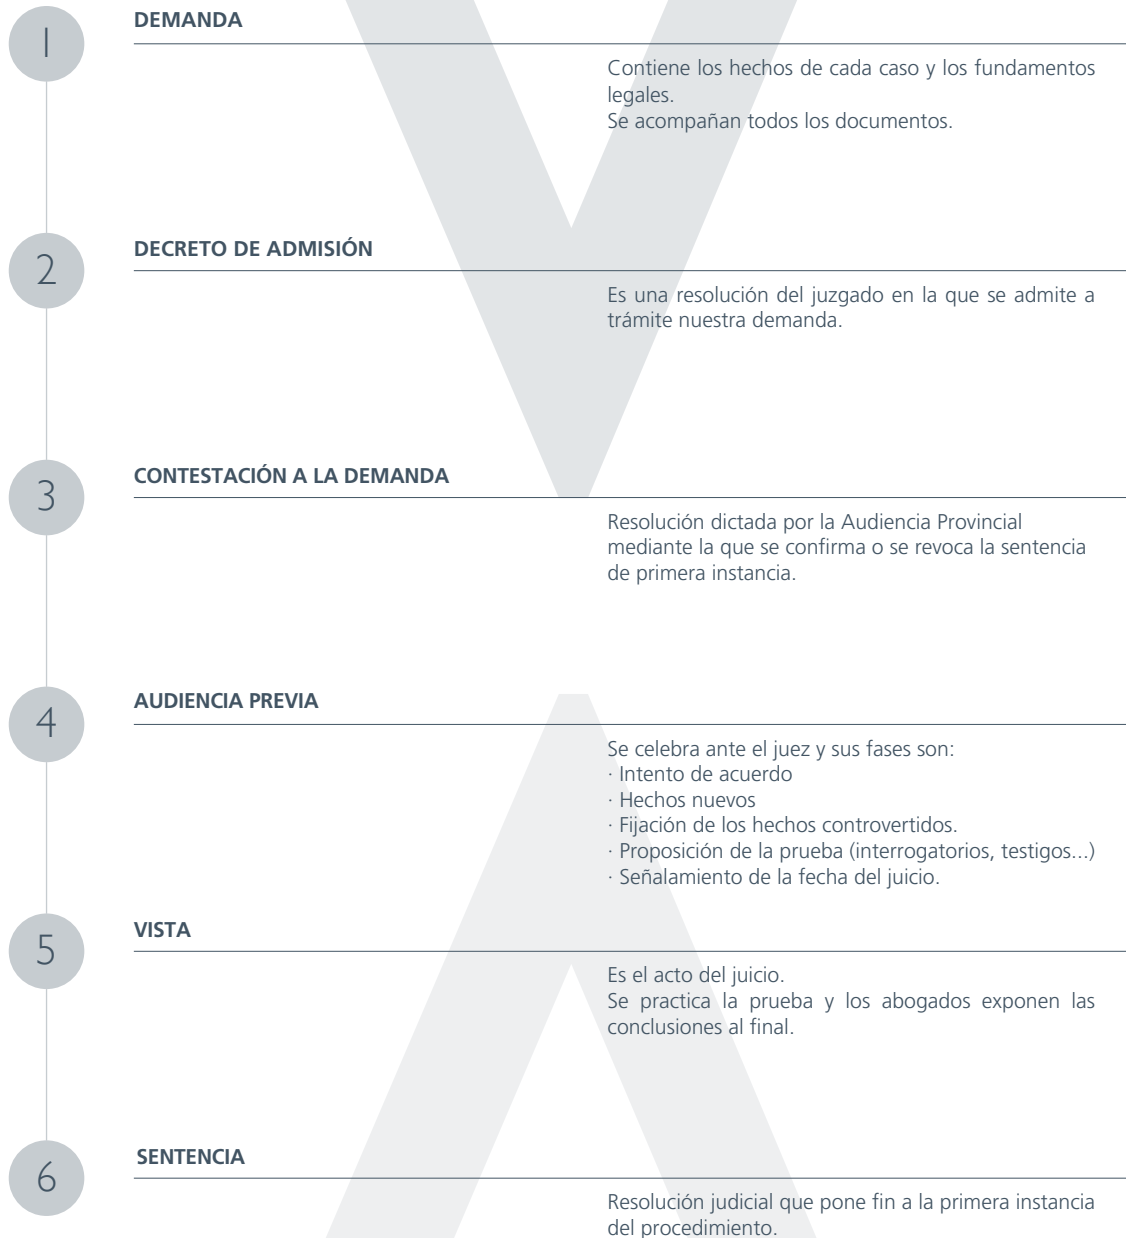 1
DEMANDA
Contiene los hechos de cada caso y los fundamentos
legales.
Se acompañan todos los documentos.
2
DECRETO DE ADMISIÓN
Es una resolución del juzgado en la que se admite a
trámite nuestra demanda.
3
CONTESTACIÓN A LA DEMANDA
Resolución dictada por la Audiencia Provincial
mediante la que se confirma o se revoca la sentencia
de primera instancia.
4
AUDIENCIA PREVIA
Se celebra ante el juez y sus fases son:
· Intento de acuerdo
· Hechos nuevos
· Fijación de los hechos controvertidos.
· Proposición de la prueba (interrogatorios, testigos...)
· Señalamiento de la fecha del juicio.
5
VISTA
Es el acto del juicio.
Se practica la prueba y los abogados exponen las
conclusiones al final.
6
SENTENCIA
Resolución judicial que pone fin a la primera instancia
del procedimiento.